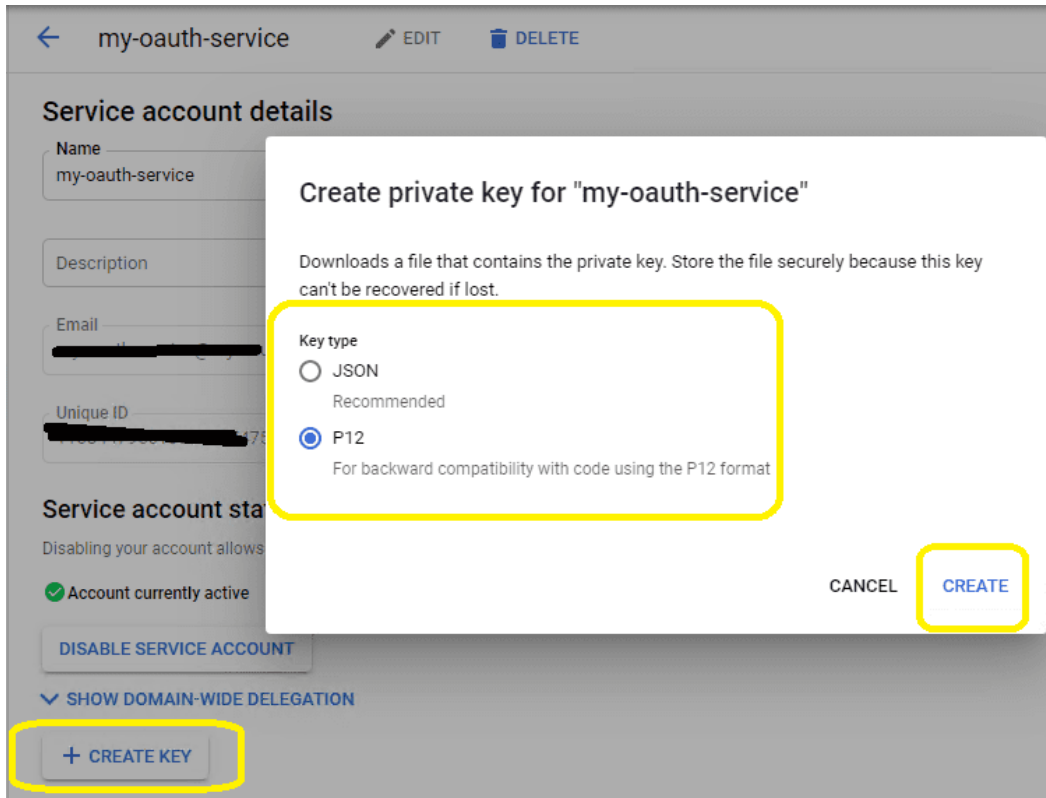 my-oauth-service
EDIT
DELETE
Service account details
Name
my-oauth-service
Description
Email
Unique ID
Service account sta
Disabling your account allows
Account currently active
DISABLE SERVICE ACCOUNT
SHOW DOMAIN-WIDE DELEGATION
+ CREATE KEY
Create private key for "my-oauth-service"
Downloads a file that contains the private key. Store the file securely because this key
can't be recovered if lost.
Key type
JSON
Recommended
P12
For backward compatibility with code using the P12 format
CANCEL
CREATE